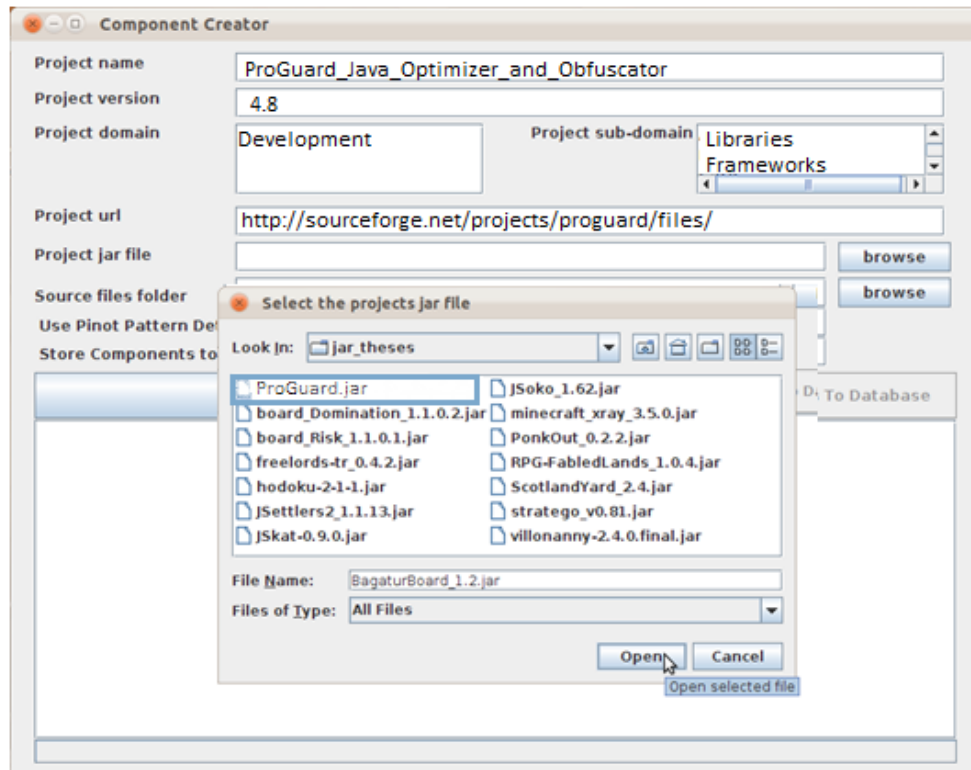 Component Creator
Project name ProGuard_Java_Optimizer_and_Obfuscator
Project version 4.8
Project domain Development Project sub-domain Libraries
Frameworks
Project url http://sourceforge.net/projects/proguard/files/
Project jar file browse
Source files folder browse
Use Pinot Pattern De
Store Components to
To Database
Select the projects jar file
Look In: jar_theses
ProGuard.jar JSoko_1.62.jar
board_Domination_1.1.0.2.jar minecraft_xray_3.5.0.jar
board_Risk_1.1.0.1.jar PonkOut_0.2.2.jar
freelords-tr_0.4.2.jar RPG-FabledLands_1.0.4.jar
hodoku-2-1-1.jar ScotlandYard_2.4.jar
JSettlers2_1.1.13.jar stratego_v0.81.jar
JSkat-0.9.0.jar villonanny-2.4.0.final.jar
File Name: BagaturBoard_1.2.jar
Files of Type: All Files
Open Cancel
Open selected file